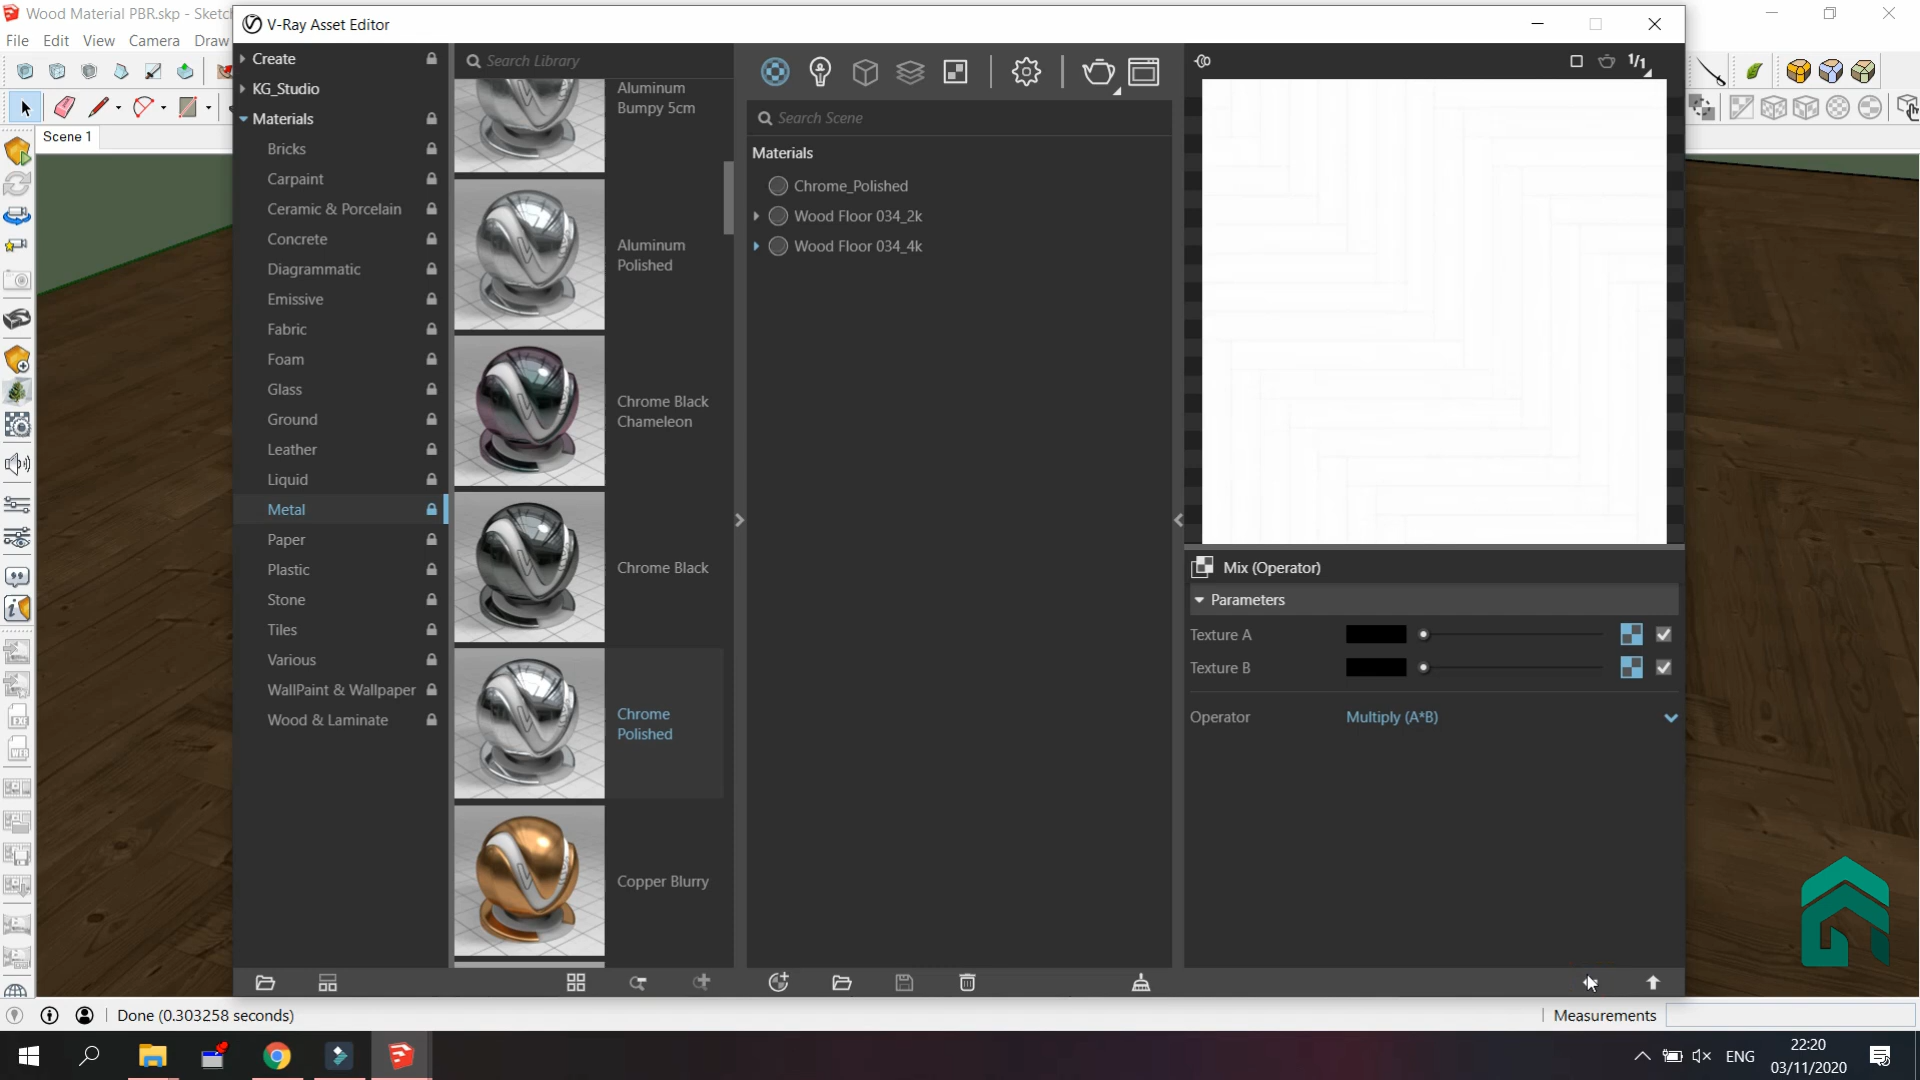 Wood Material PBR.skp - Sketc
V-Ray Asset Editor
File Edit View Camera Draw
Scene 1
Create
KG_Studio
Materials
Bricks
Carpaint
Ceramic & Porcelain
Concrete
Diagrammatic
Emissive
Fabric
Foam
Glass
Ground
Leather
Liquid
Metal
Paper
Plastic
Stone
Tiles
Various
WallPaint & Wallpaper
Wood & Laminate
Search Library
Aluminum
Bumpy 5cm
Aluminum
Polished
Chrome Black
Chameleon
Chrome Black
Chrome
Polished
Copper Blurry
Search Scene
Materials
Chrome_Polished
Wood Floor 034_2k
Wood Floor 034_4k
1/1
Mix (Operator)
Parameters
Texture A
Texture B
Operator Multiply (A*B)
Done (0.303258 seconds)
Measurements
ENG
22:20
03/11/2020